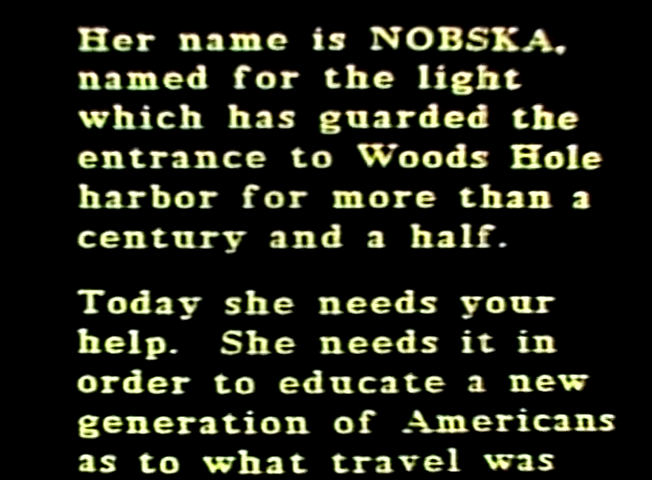 Her name is NOBSKA,
named for the light
which has guarded the
entrance to Woods Hole
harbor for more than a
century and a half.
Today she needs your
help. She needs it in
order to educate a new
generation of Americans
as to what travel was